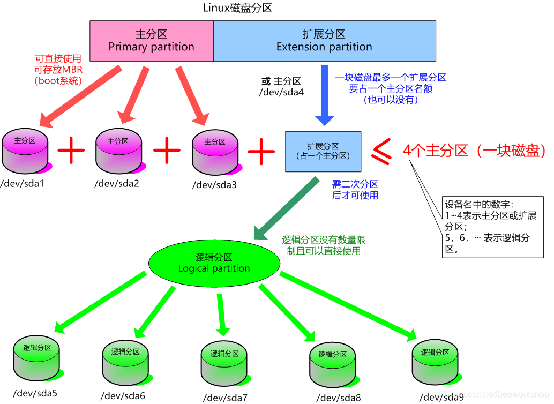 Linux磁盘分区
主分区
Primary partition
扩展分区
Extension partition
可直接使用
可存放MBR
(boot系统)
或 主分区
/dev/sda4
一块磁盘最多一个扩展分区
要占一个主分区名额
(也可以没有)
主分区
/dev/sda1
主分区
/dev/sda2
主分区
/dev/sda3
扩展分区
(占一个主分区)
≤
4个主分区（一块磁盘）
需二次分区
后才可使用
设备名中的数字：
1~4表示主分区或扩展
分区；
5、6、…表示逻辑分
区。
逻辑分区没有数量限
制且可以直接使用
逻辑分区
Logical partition
逻辑分区
/dev/sda5
逻辑分区
/dev/sda6
逻辑分区
/dev/sda7
逻辑分区
/dev/sda8
逻辑分区
/dev/sda9